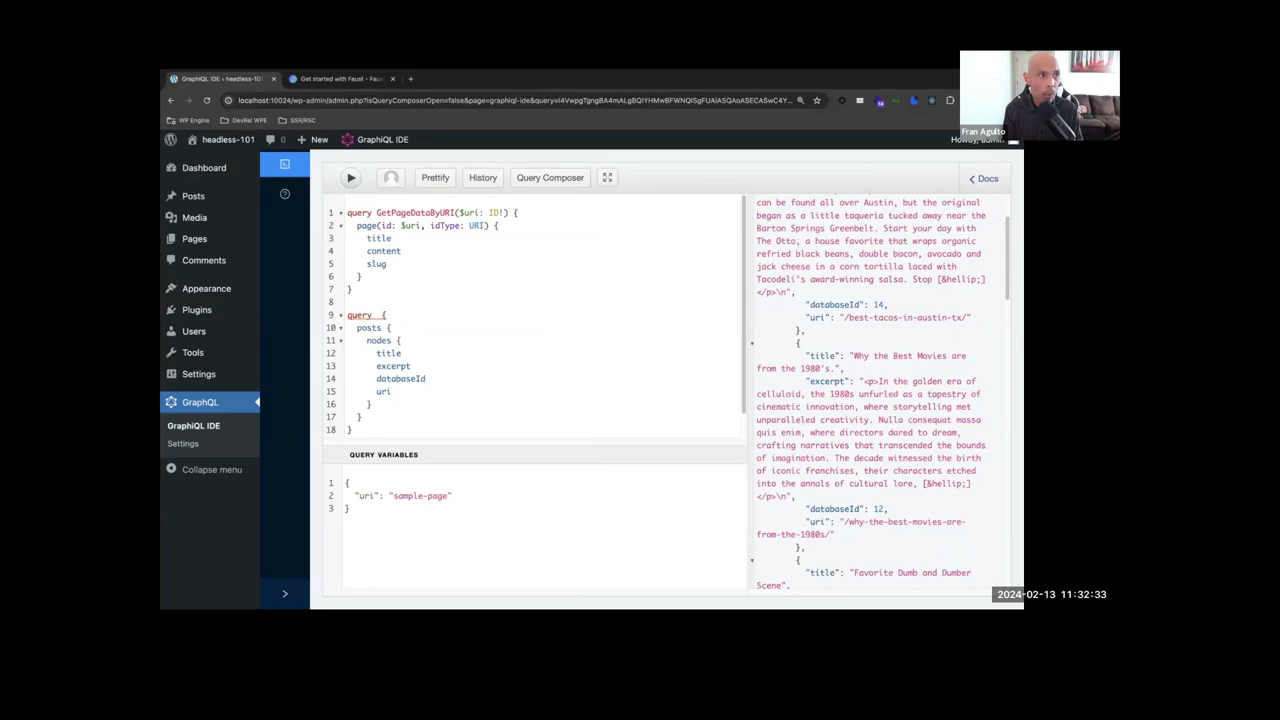 GraphiQL IDE ‹ headless-101
Get started with Faust - Faus
localhost:10024/wp-admin/admin.php?isQueryComposerOpen=false&page=graphiql-ide&query=
WP Engine
DevRel WPE
SSR/RSC
headless-101
0
New
GraphiQL IDE
Howdy, admin
Fran Agulto
Dashboard
Posts
Media
Pages
Comments
Appearance
Plugins
Users
Tools
Settings
GraphQL
GraphiQL IDE
Settings
Collapse menu
Prettify
History
Query Composer
Docs
1 query GetPageDataByURI($uri: ID!) {
2 page(id: $uri, idType: URI) {
3 title
4 content
5 slug
6 }
7 }
8
9 query {
10 posts {
11 nodes {
12 title
13 excerpt
14 databaseId
15 uri
16 }
17 }
18 }
QUERY VARIABLES
1 {
2 "uri": "sample-page"
3 }
can be found all over Austin, but the original
began as a little taqueria tucked away near the
Barton Springs Greenbelt. Start your day with
The Otto, a house favorite that wraps organic
refried black beans, double bacon, avocado and
jack cheese in a corn tortilla laced with
Tacodeli's award-winning salsa. Stop [&hellip;]
</p>\n",
"databaseId": 14,
"uri": "/best-tacos-in-austin-tx/"
},
{
"title": "Why the Best Movies are
from the 1980's.",
"excerpt": "<p>In the golden era of
celluloid, the 1980s unfurled as a tapestry of
cinematic innovation, where storytelling met
unparalleled creativity. Nulla consequat massa
quis enim, where directors dared to dream,
crafting narratives that transcended the bounds
of imagination. The decade witnessed the birth
of iconic franchises, their characters etched
into the annals of cultural lore, [&hellip;]
</p>\n",
"databaseId": 12,
"uri": "/why-the-best-movies-are-
from-the-1980s/"
},
{
"title": "Favorite Dumb and Dumber
Scene",
2024-02-13 11:32:33